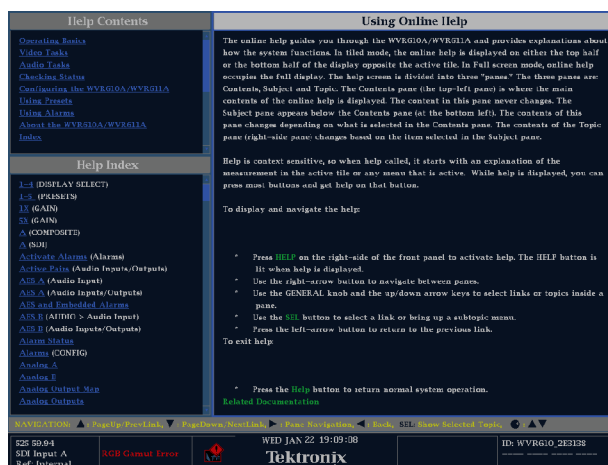 Help Contents
Operating Basics
Video Tasks
Audio Tasks
Checking Status
Configuring the WVR610A/WVR611A
Using Presets
Using Alarms
About the WVR610A/WVR611A
Index
Help Index
1-4 (DISPLAY SELECT)
1-5 (PRESETS)
1X (GAIN)
5X (GAIN)
A (COMPOSITE)
A (SDI)
Activate Alarms (Alarms)
Active Pairs (Audio Inputs/Outputs)
AES A (Audio Input)
AES A (Audio Inputs/Outputs)
AES and Embedded Alarms
AES B (AUDIO > Audio Input)
AES B (Audio Inputs/Outputs)
Alarm Status
Alarms (CONFIG)
Analog A
Analog B
Analog Output Map
Analog Outputs
Using Online Help
The online help guides you through the WVR610A/WVR611A and provides explanations about
how the system functions. In tiled mode, the online help is displayed on either the top half
or the bottom half of the display opposite the active tile. In Full screen mode, online help
occupies the full display. The help screen is divided into three "panes." The three panes are:
Contents, Subject and Topic. The Contents pane (the top-left pane) is where the main
contents of the online help is displayed. The content in this pane never changes. The
Subject pane appears below the Contents pane (at the bottom left). The contents of this
pane changes depending on what is selected in the Contents pane. The contents of the Topic
pane (right-side pane) changes based on the item selected in the Subject pane.
Help is context sensitive, so when help called, it starts with an explanation of the
measurement in the active tile or any menu that is active. While help is displayed, you can
press most buttons and get help on that button.
To display and navigate the help:
* Press HELP on the right-side of the front panel to activate help. The HELP button is
lit when help is displayed.
* Use the right-arrow button to navigate between panes.
* Use the GENERAL knob and the up/down arrow keys to select links or topics inside a
pane.
* Use the SEL button to select a link or bring up a subtopic menu.
* Press the left-arrow button to return to the previous link.
To exit help:
* Press the Help button to return normal system operation.
Related Documentation
NAVIGATION: ▲: PageUp/PrevLink, ▼: PageDown/NextLink, ►: Pane Navigation, ◄: Back, SEL: Show Selected Topic, : ▲▼
525 59.94
SDI Input A
Ref: Internal
RGB Gamut Error
WED JAN 22 19:09:08
Tektronix
ID: WVR610_2E3138
---- ---- ---- ----